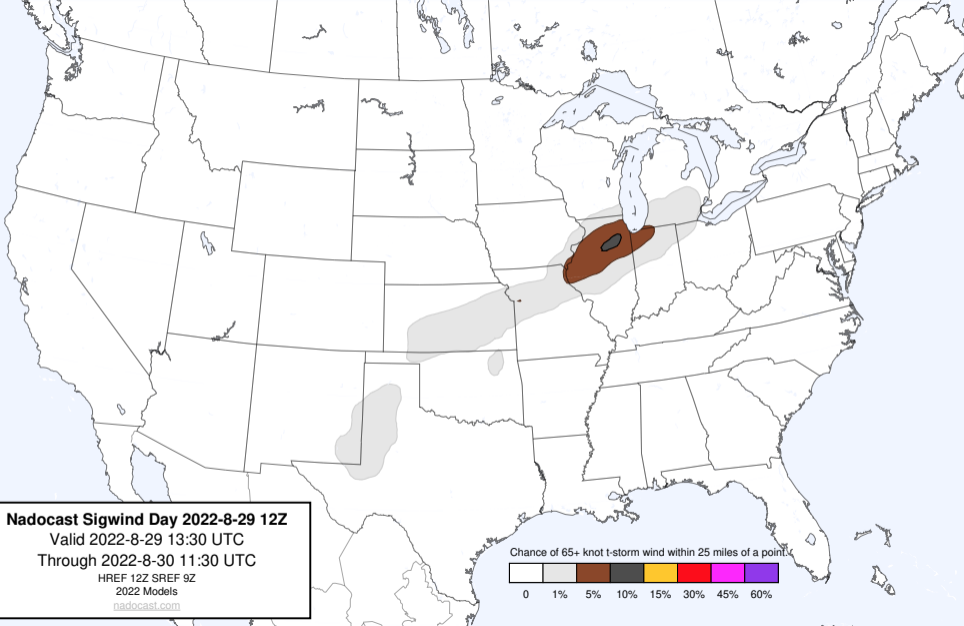 Nadocast Sigwind Day 2022-8-29 12Z
Valid 2022-8-29 13:30 UTC
Through 2022-8-30 11:30 UTC
HREF 12Z SREF 9Z
2022 Models
nadocast.com
Chance of 65+ knot t-storm wind within 25 miles of a point.
0 1% 5% 10% 15% 30% 45% 60%